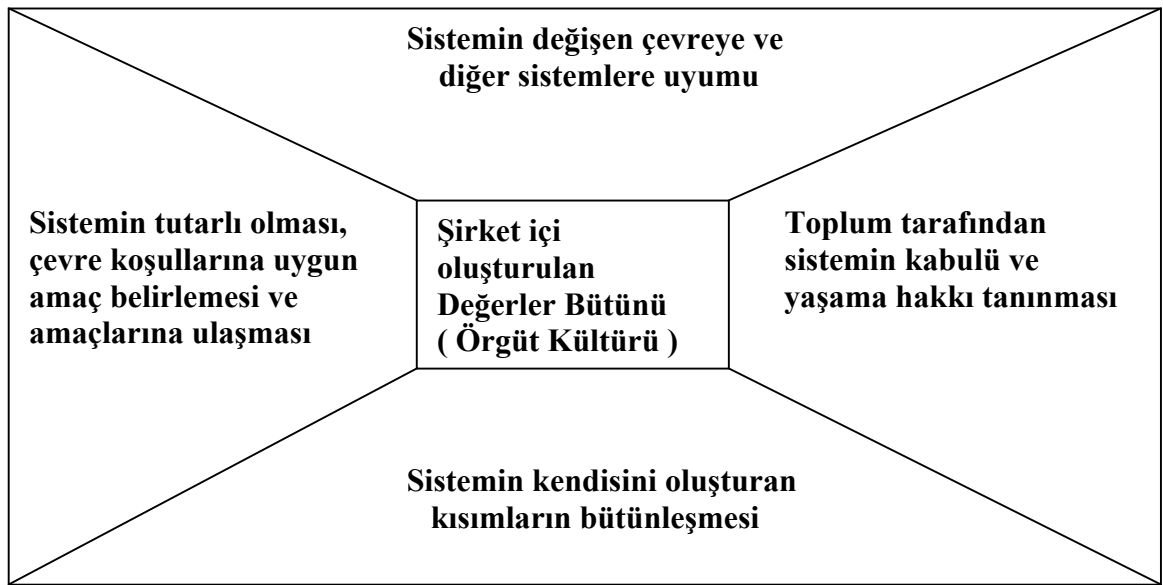 Sistemin değişen çevreye ve
diğer sistemlere uyumu
Sistemin tutarlı olması,
çevre koşullarına uygun
amaç belirlemesi ve
amaçlarına ulaşması
Şirket içi
oluşturulan
Değerler Bütünü
( Örgüt Kültürü )
Toplum tarafından
sistemin kabulü ve
yaşama hakkı tanınması
Sistemin kendisini oluşturan
kısımların bütünleşmesi